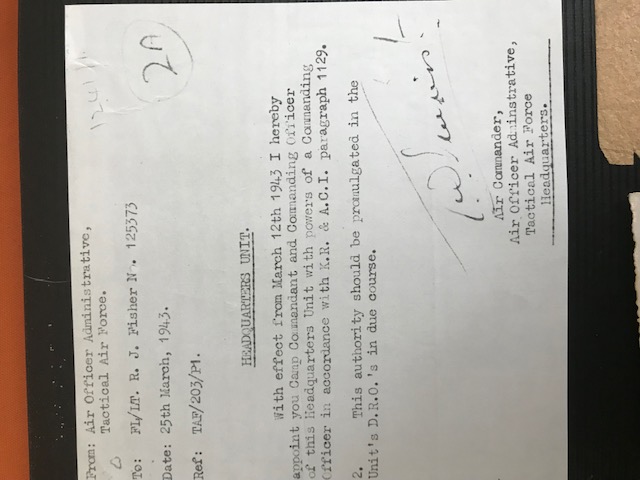 From: Air Officer Administrative,
Tactical Air Force.
To: FL/LT. R. J. Fisher No. 125373
2A
Date: 25th March, 1943.
Ref: TAF/203/P1.
HEADQUARTERS UNIT.
With effect from March 12th 1943 I hereby
appoint you Camp Commandant and Commanding Officer
of this Headquarters Unit with powers of a Commanding
Officer in accordance with K.R. & A.C.I. paragraph 1129.
2. This authority should be promulgated in the
Unit's D.R.O.'s in due course.
Air Commander,
Air Officer Adminstrative,
Tactical Air Force
Headquarters.